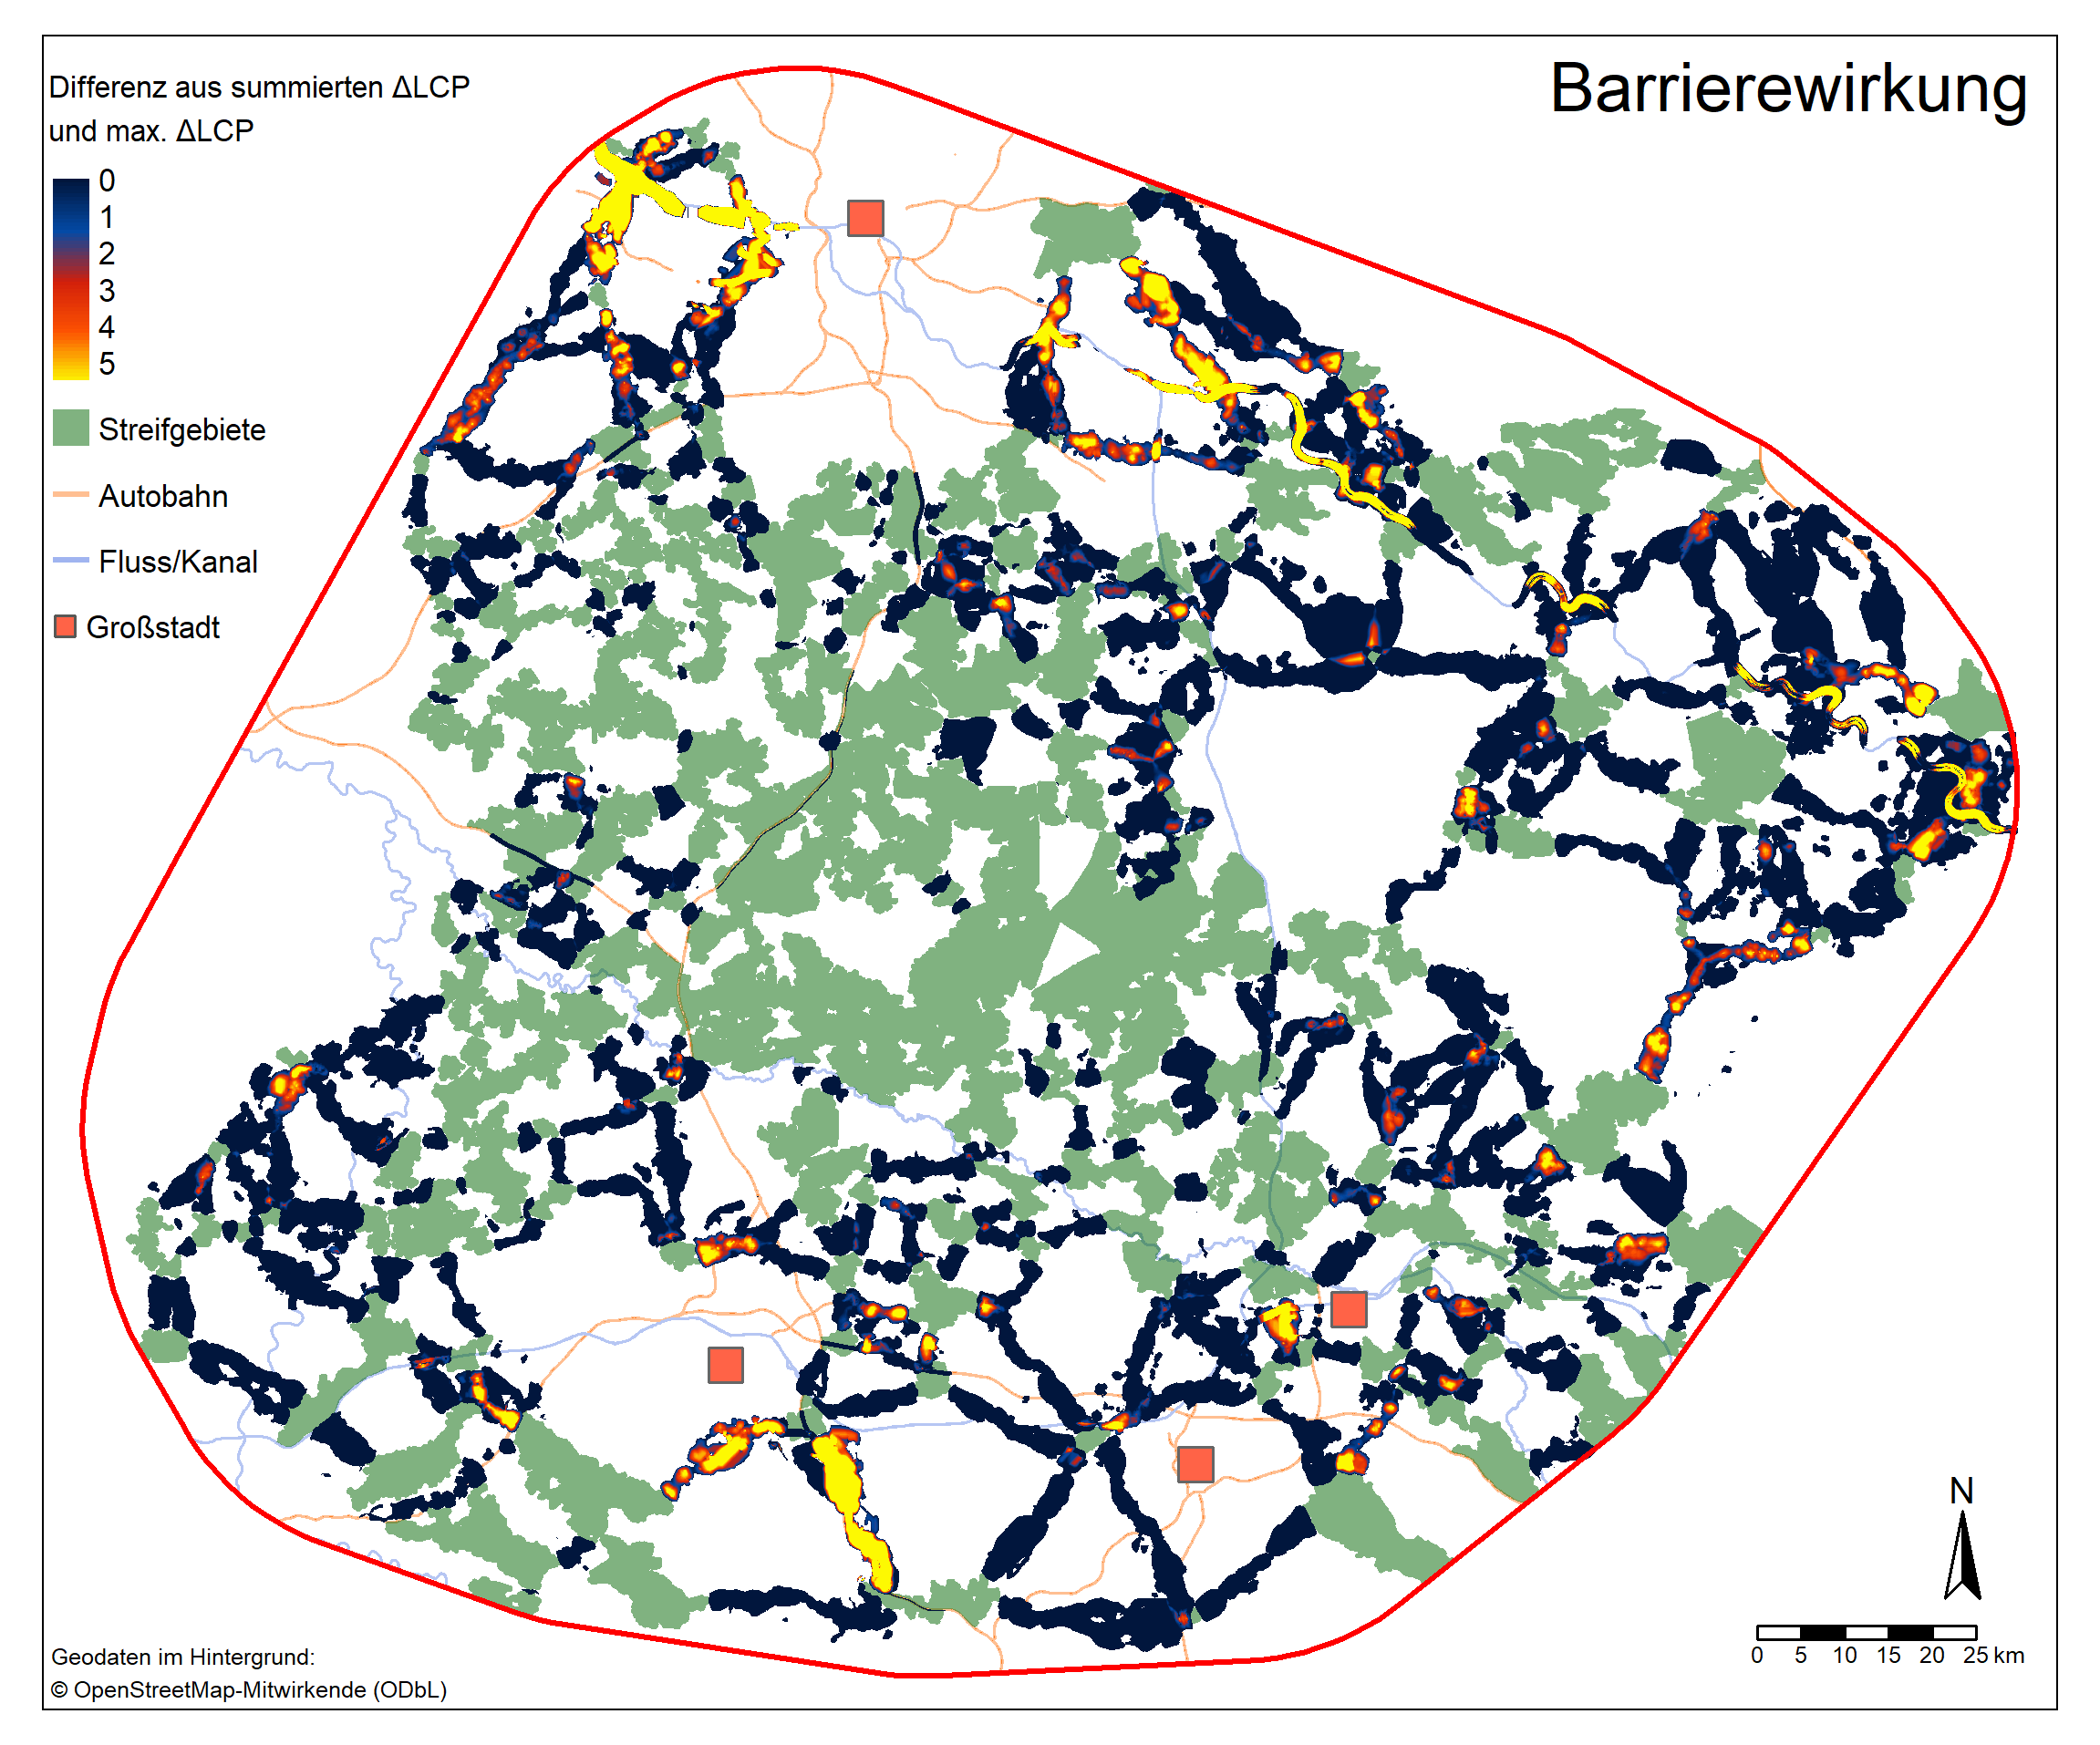 Barrierewirkung
Differenz aus summierten ΔLCP
und max. ΔLCP
0
1
2
3
4
5
Streifgebiete
Autobahn
Fluss/Kanal
Großstadt
N
0 5 10 15 20 25 km
Geodaten im Hintergrund:
© OpenStreetMap-Mitwirkende (ODbL)